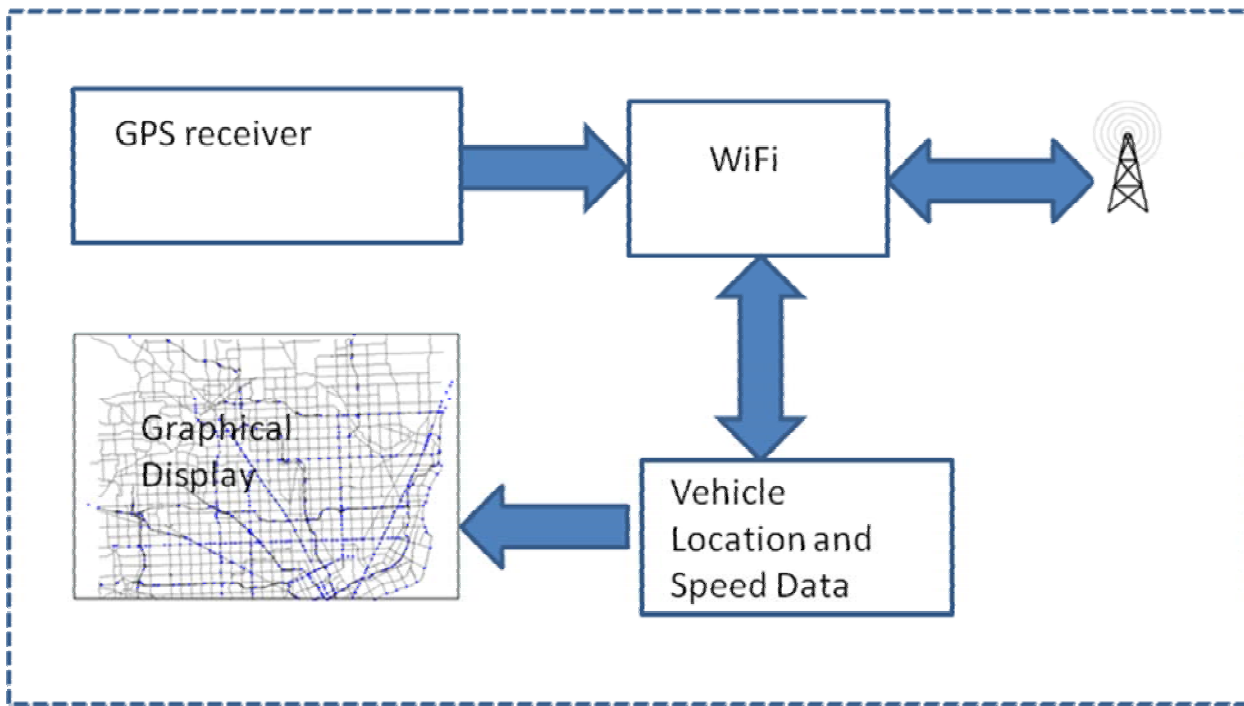 GPS receiver
WiFi
Graphical
Display
Vehicle
Location and
Speed Data